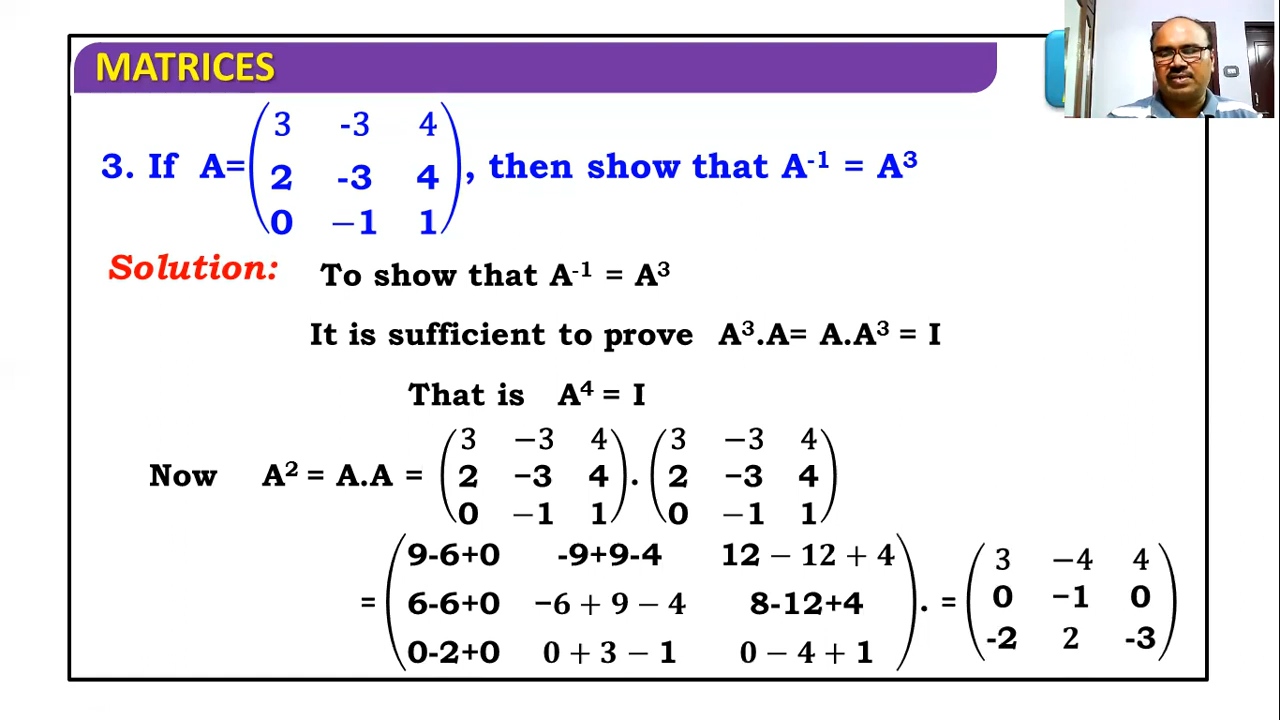 MATRICES
3 -3 4
3. If A= 2 -3 4 , then show that A⁻¹ = A³
0 −1 1
Solution: To show that A⁻¹ = A³
It is sufficient to prove A³.A= A.A³ = I
That is A⁴ = I
3 −3 4 3 −3 4
Now A² = A.A = 2 −3 4 . 2 −3 4
0 −1 1 0 −1 1
9-6+0 -9+9-4 12 − 12 + 4 3 −4 4
= 6-6+0 −6 + 9 − 4 8-12+4 . = 0 −1 0
0-2+0 0 + 3 − 1 0 − 4 + 1 -2 2 -3